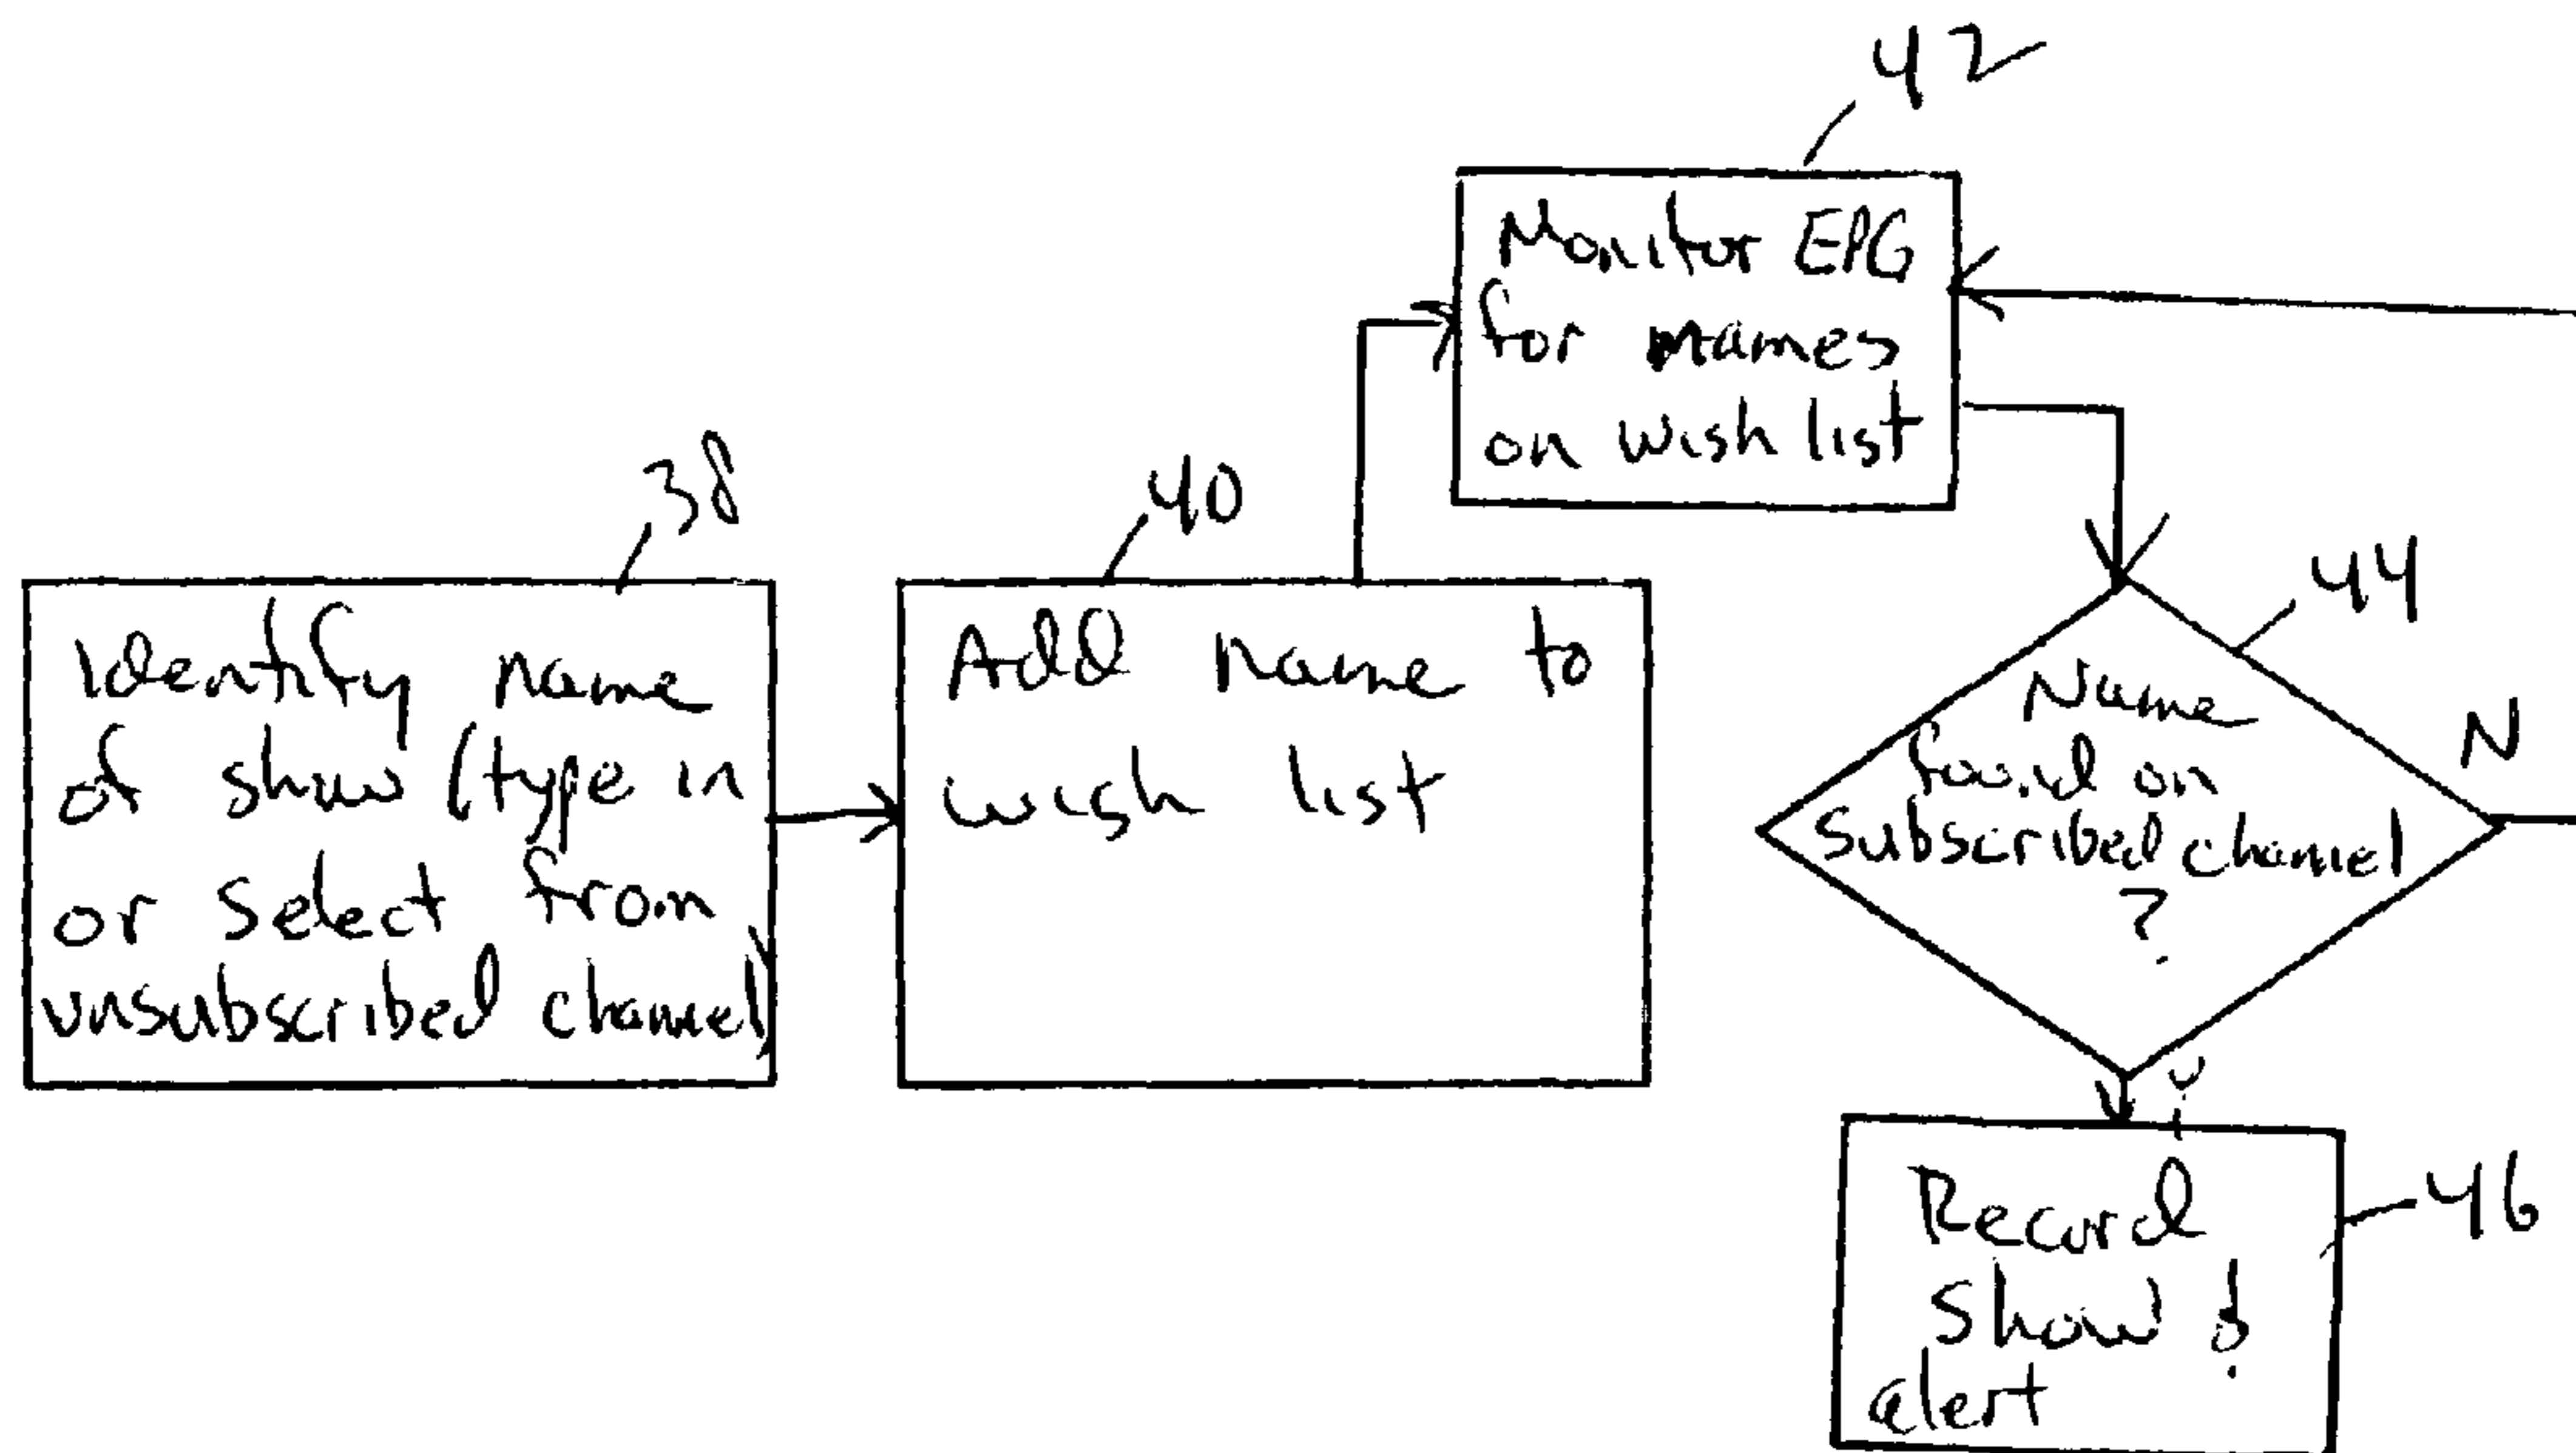 38
Identify name
of show (type in
or select from
unsubscribed channel)
40
Add name to
wish list
42
Monitor EPG
for names
on wish list
44
Name
found on
Subscribed channel
?
N
Y
46
Record
Show &
alert